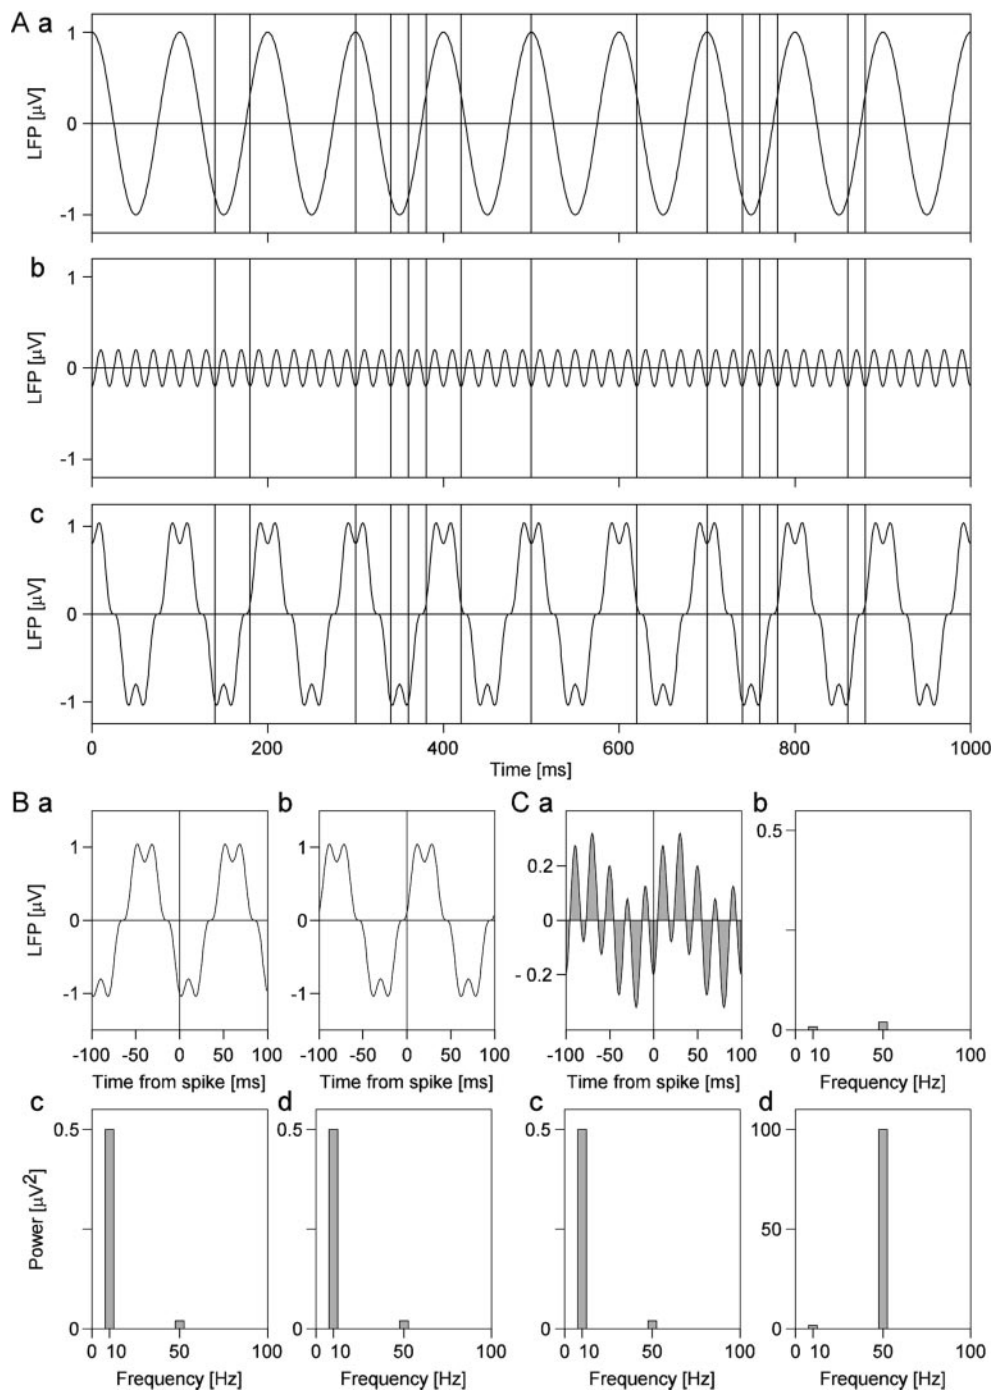 A a
LFP [µV]
1
0
-1
b
LFP [µV]
1
0
-1
c
LFP [µV]
1
0
-1
0 200 400 600 800 1000
Time [ms]
B a
LFP [µV]
1
0
-1
-100 -50 0 50 100
Time from spike [ms]
b
1
0
-1
-100 -50 0 50 100
Time from spike [ms]
C a
0.2
0
- 0.2
-100 -50 0 50 100
Time from spike [ms]
b
0.5
0
0 10 50 100
Frequency [Hz]
c
Power [µV2]
0.5
0
0 10 50 100
Frequency [Hz]
d
0.5
0
0 10 50 100
Frequency [Hz]
c
0.5
0
0 10 50 100
Frequency [Hz]
d
100
50
0
0 10 50 100
Frequency [Hz]